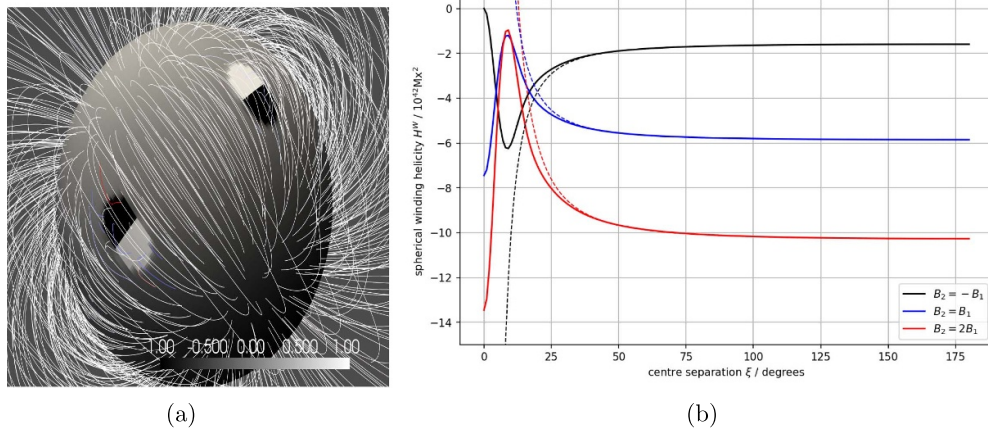 -1.00 -0.500 0.00 0.500 1.00
(a)
spherical winding helicity H^W / 10^42 Mx^2
0
−2
−4
−6
−8
−10
−12
−14
B_2 = −B_1
B_2 = B_1
B_2 = 2B_1
0 25 50 75 100 125 150 175
centre separation ξ / degrees
(b)